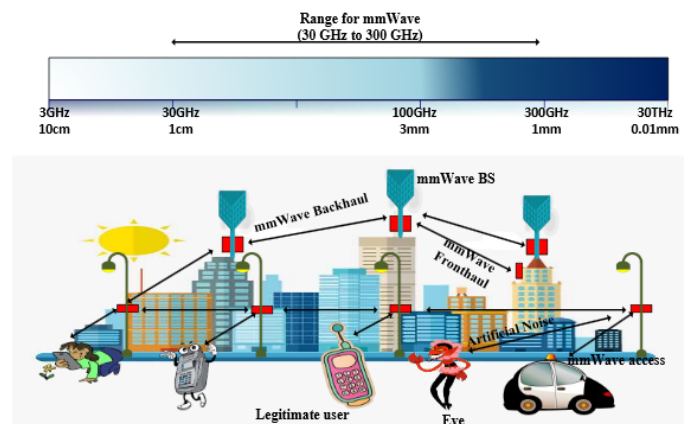 Range for mmWave
(30 GHz to 300 GHz)
3GHz 30GHz 100GHz 300GHz 30THz
10cm 1cm 3mm 1mm 0.01mm
mmWave BS
mmWave Backhaul
mmWave
Fronthaul
Artificial Noise
mmWave access
Legitimate user
Eve